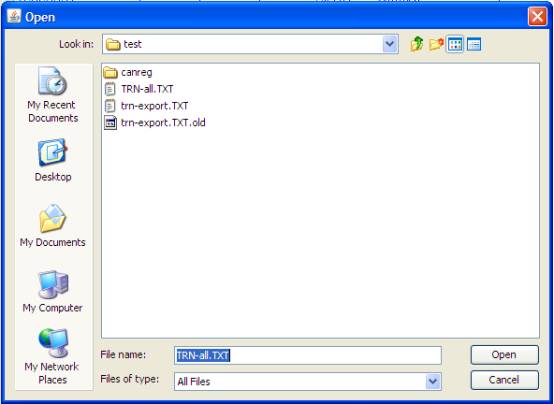 Open
Look in:
test
canreg
TRN-all.TXT
trn-export.TXT
trn-export.TXT.old
My Recent
Documents
Desktop
My Documents
My Computer
My Network
Places
File name:
TRN-all.TXT
Open
Files of type:
All Files
Cancel